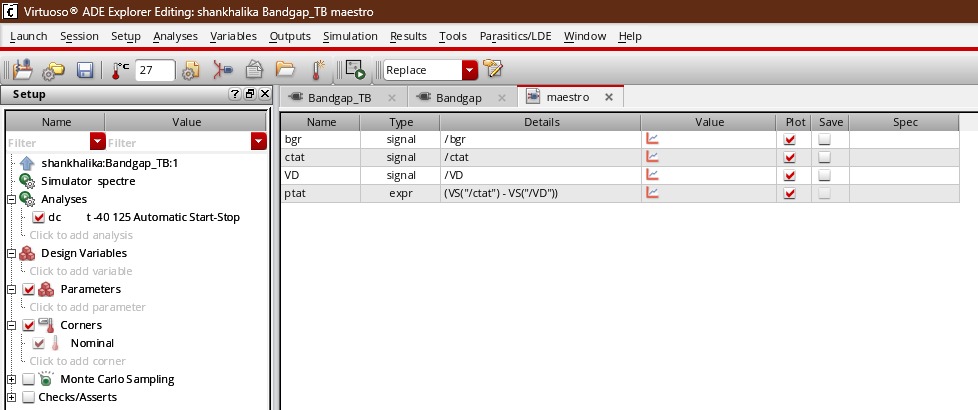 Virtuoso® ADE Explorer Editing: shankhalika Bandgap_TB maestro
Launch Session Setup Analyses Variables Outputs Simulation Results Tools Parasitics/LDE Window Help
°C 27 Replace
Setup ? Bandgap_TB Bandgap maestro
Name Value
Filter Filter
shankhalika:Bandgap_TB:1
Simulator spectre
Analyses
dc t -40 125 Automatic Start-Stop
Click to add analysis
Design Variables
Click to add variable
Parameters
Click to add parameter
Corners
Nominal
Click to add corner
Monte Carlo Sampling
Checks/Asserts
Name Type Details Value Plot Save Spec
bgr signal /bgr
ctat signal /ctat
VD signal /VD
ptat expr (VS("/ctat") - VS("/VD"))